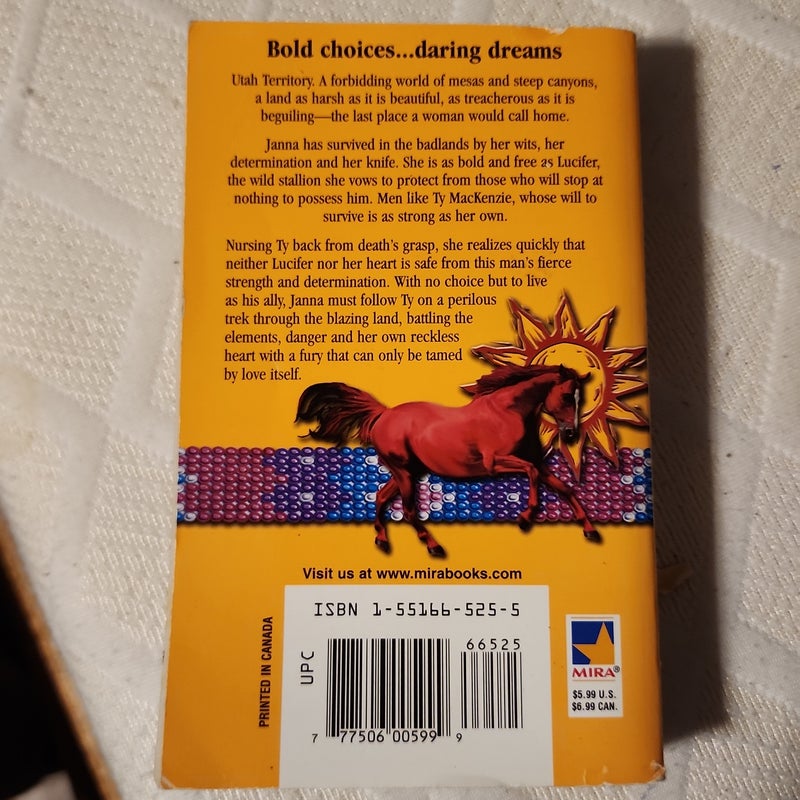 Bold choices...daring dreams
Utah Territory. A forbidding world of mesas and steep canyons,
a land as harsh as it is beautiful, as treacherous as it is
beguiling—the last place a woman would call home.
Janna has survived in the badlands by her wits, her
determination and her knife. She is as bold and free as Lucifer,
the wild stallion she vows to protect from those who will stop at
nothing to possess him. Men like Ty MacKenzie, whose will to
survive is as strong as her own.
Nursing Ty back from death's grasp, she realizes quickly that
neither Lucifer nor her heart is safe from this man's fierce
strength and determination. With no choice but to live
as his ally, Janna must follow Ty on a perilous
trek through the blazing land, battling the
elements, danger and her own reckless
heart with a fury that can only be tamed
by love itself.
Visit us at www.mirabooks.com
ISBN 1-55166-525-5
PRINTED IN CANADA
UPC
66525
7 77506 00599 9
MIRA®
$5.99 U.S.
$6.99 CAN.